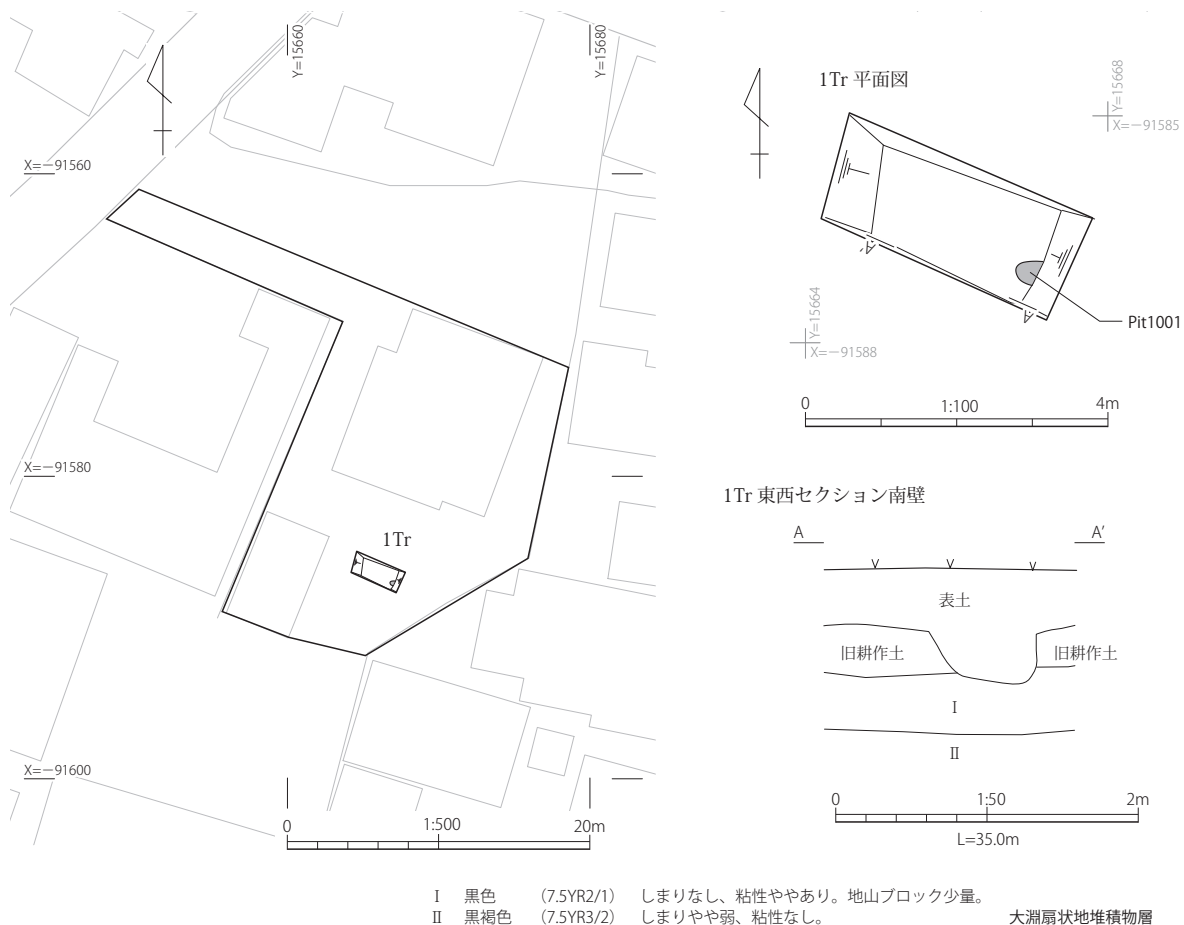 Y=15660
Y=15680
X=−91560
X=−91580
X=−91600
1Tr
0 1:500 20m
1Tr 平面図
Y=15668
X=−91585
A′
A
Pit1001
Y=15664
X=−91588
0 1:100 4m
1Tr 東西セクション南壁
A A′
表土
旧耕作土 旧耕作土
Ⅰ
Ⅱ
0 1:50 2m
L=35.0m
Ⅰ 黒色 (7.5YR2/1) しまりなし、粘性ややあり。地山ブロック少量。
Ⅱ 黒褐色 (7.5YR3/2) しまりやや弱、粘性なし。 大淵扇状地堆積物層